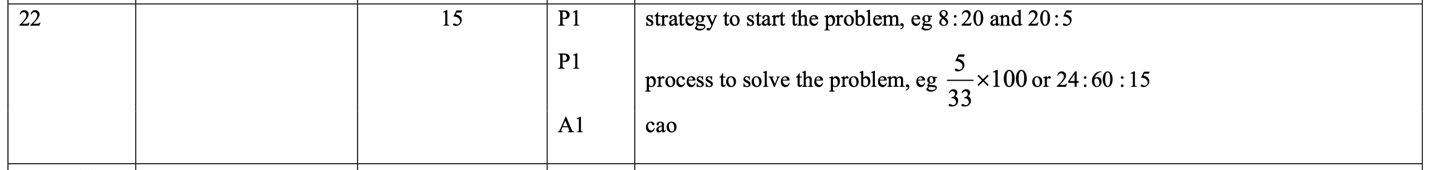 22 15 P1 strategy to start the problem, eg 8:20 and 20:5
P1 process to solve the problem, eg 5/33 ×100 or 24:60 :15
A1 cao